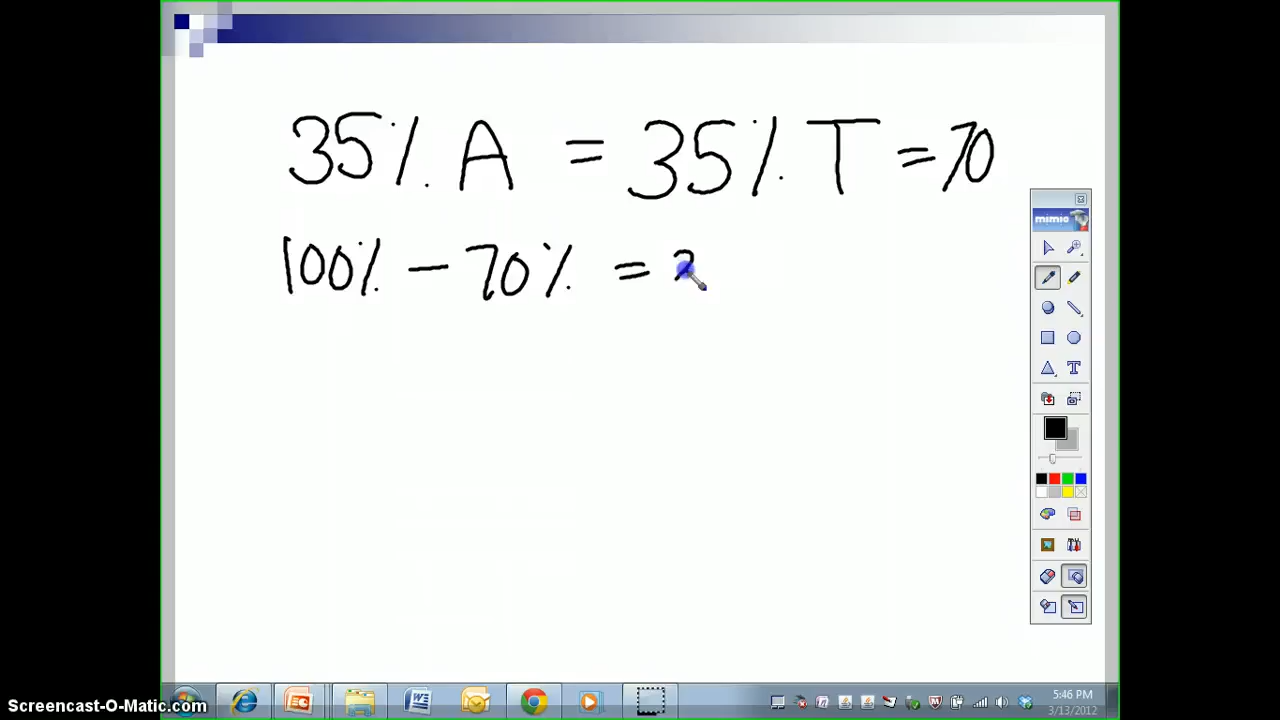 35% A = 35% T = 70
100% - 70% =
mimio
5:46 PM
3/13/2012
Screencast-O-Matic.com